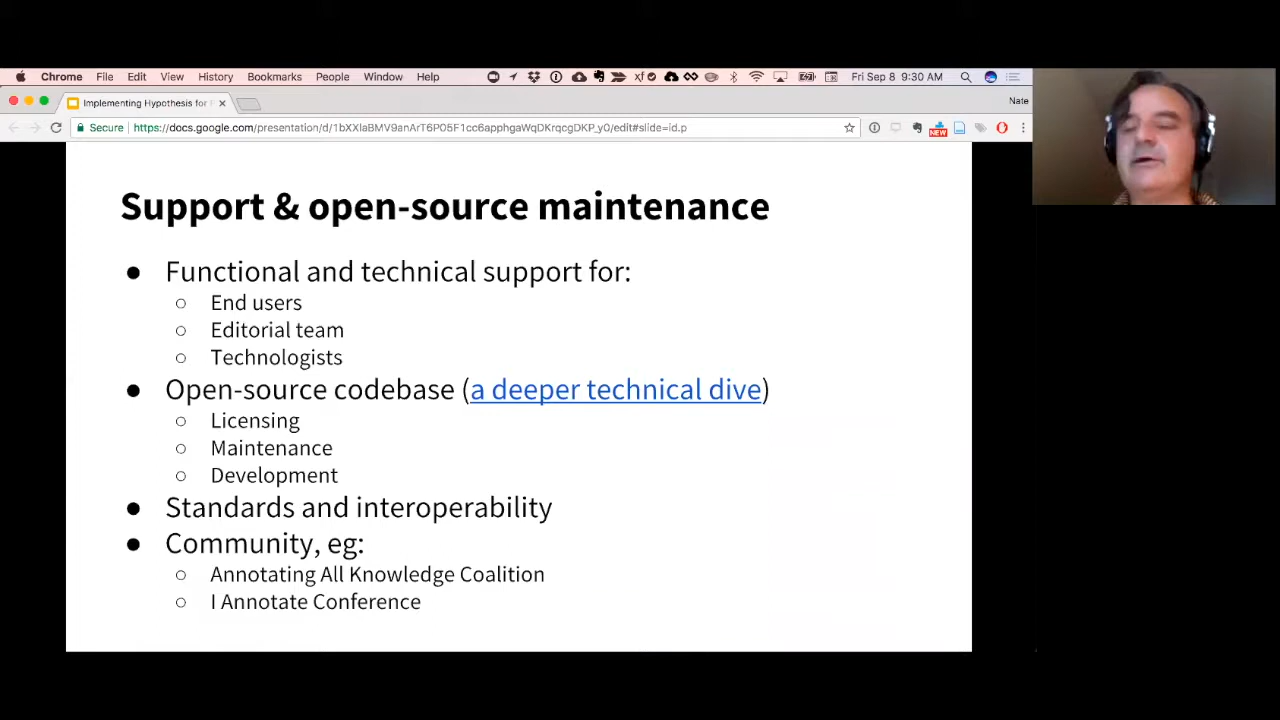 Chrome File Edit View History Bookmarks People Window Help Fri Sep 8 9:30 AM
Implementing Hypothesis for
Nate
Secure https://docs.google.com/presentation/d/1bXXlaBMV9anArT6P05F1cc6apphgaWqDKrqcgDKP_y0/edit#slide=id.p
NEW
Support & open-source maintenance
● Functional and technical support for:
○ End users
○ Editorial team
○ Technologists
● Open-source codebase (a deeper technical dive)
○ Licensing
○ Maintenance
○ Development
● Standards and interoperability
● Community, eg:
○ Annotating All Knowledge Coalition
○ I Annotate Conference